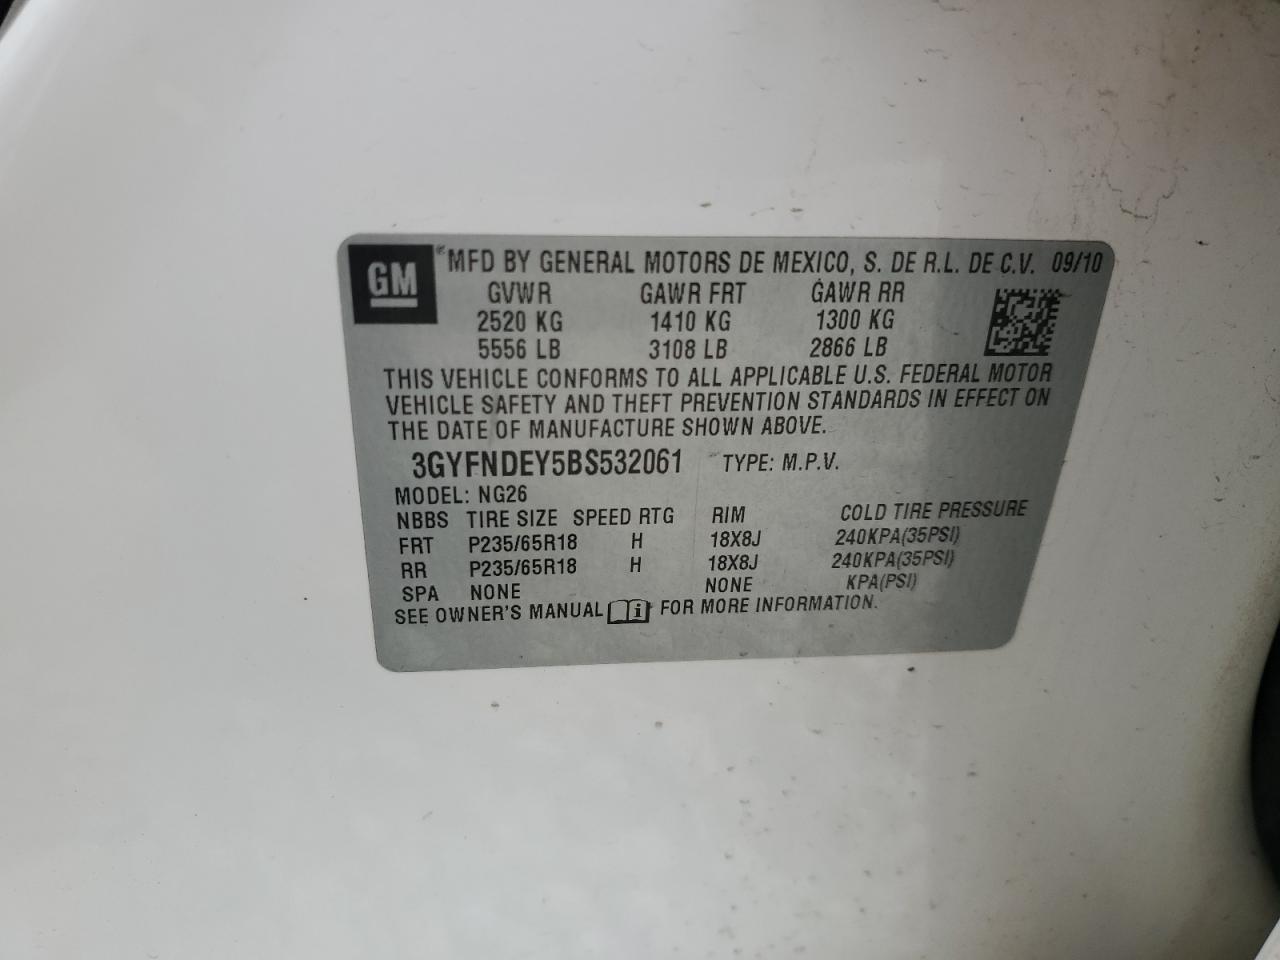 GM
MFD BY GENERAL MOTORS DE MEXICO, S. DE R.L. DE C.V. 09/10
GVWR GAWR FRT GAWR RR
2520 KG 1410 KG 1300 KG
5556 LB 3108 LB 2866 LB
THIS VEHICLE CONFORMS TO ALL APPLICABLE U.S. FEDERAL MOTOR
VEHICLE SAFETY AND THEFT PREVENTION STANDARDS IN EFFECT ON
THE DATE OF MANUFACTURE SHOWN ABOVE.
3GYFNDEY5BS532061 TYPE: M.P.V.
MODEL: NG26
NBBS TIRE SIZE SPEED RTG RIM COLD TIRE PRESSURE
FRT P235/65R18 H 18X8J 240KPA(35PSI)
RR P235/65R18 H 18X8J 240KPA(35PSI)
SPA NONE NONE KPA(PSI)
SEE OWNER'S MANUAL i FOR MORE INFORMATION.